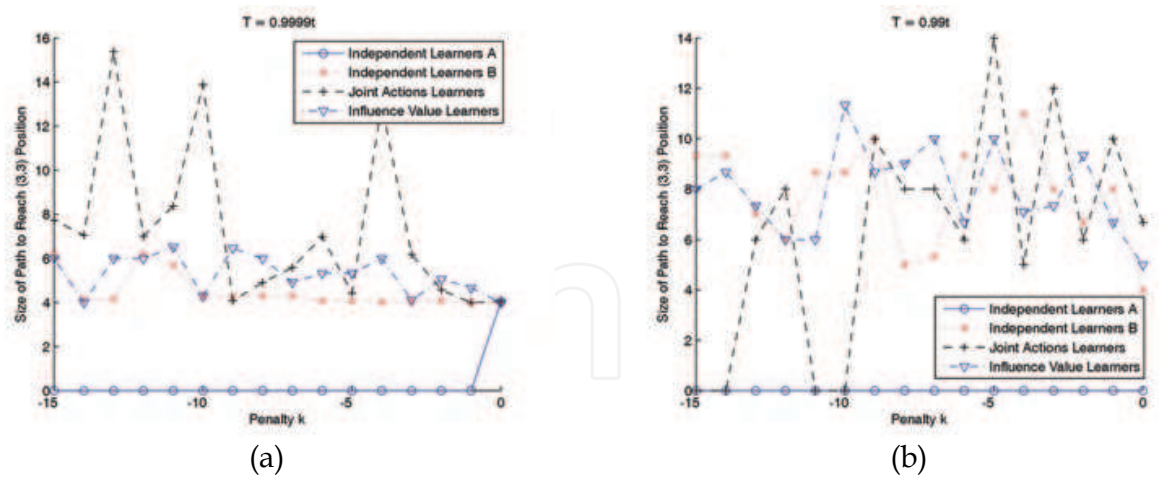 T = 0.9999t
16
14
12
10
8
6
4
2
0
-15
-10
-5
0
Size of Path to Reach (3,3) Position
Penalty k
Independent Learners A
Independent Learners B
Joint Actions Learners
Influence Value Learners
(a)
T = 0.99t
14
12
10
8
6
4
2
0
-15
-10
-5
0
Size of Path to Reach (3,3) Position
Penalty k
Independent Learners A
Independent Learners B
Joint Actions Learners
Influence Value Learners
(b)